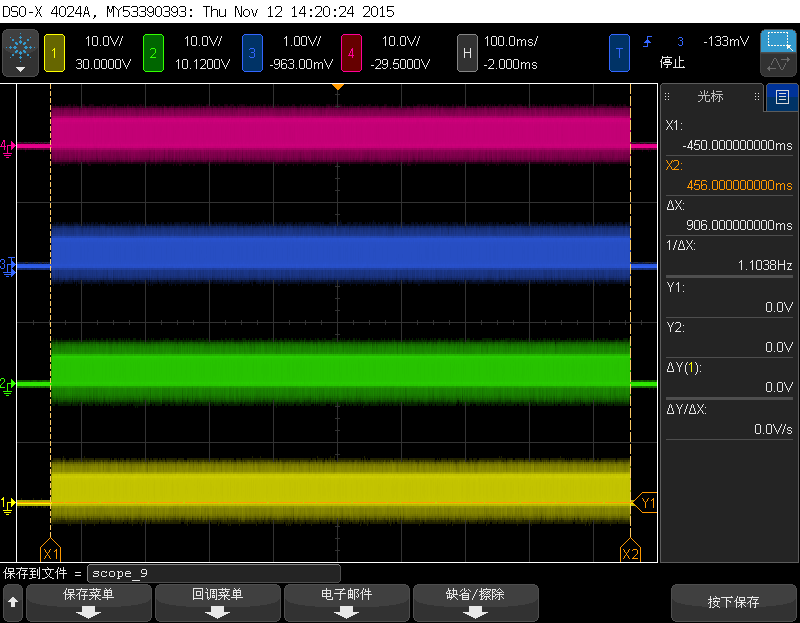 DSO-X 4024A, MY53390393: Thu Nov 12 14:20:24 2015
1 10.0V/ 2 10.0V/ 3 1.00V/ 4 10.0V/ H 100.0ms/ T 3 -133mV
30.0000V 10.1200V -963.00mV -29.5000V -2.000ms 停止
光标
X1:
-450.000000000ms
X2:
456.000000000ms
ΔX:
906.000000000ms
1/ΔX:
1.1038Hz
Y1:
0.0V
Y2:
0.0V
ΔY(1):
0.0V
ΔY/ΔX:
0.0V/s
4
3
T
2
1
Y1
X1 X2
保存到文件 = scope_9
保存菜单 回调菜单 电子邮件 缺省/擦除 按下保存